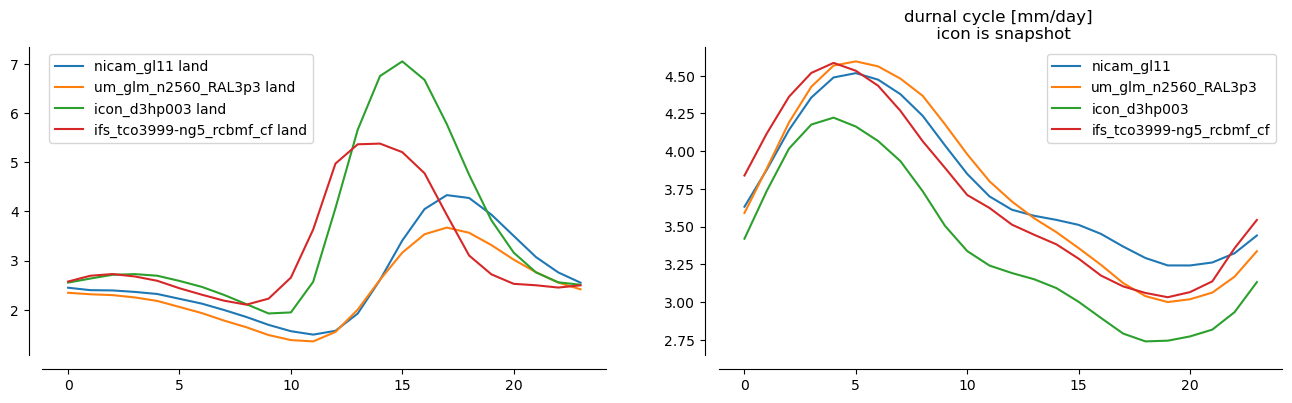 7
6
5
4
3
2
0
5
10
15
20
nicam_gl11 land
um_glm_n2560_RAL3p3 land
icon_d3hp003 land
ifs_tco3999-ng5_rcbmf_cf land
durnal cycle [mm/day]
icon is snapshot
4.50
4.25
4.00
3.75
3.50
3.25
3.00
2.75
0
5
10
15
20
nicam_gl11
um_glm_n2560_RAL3p3
icon_d3hp003
ifs_tco3999-ng5_rcbmf_cf